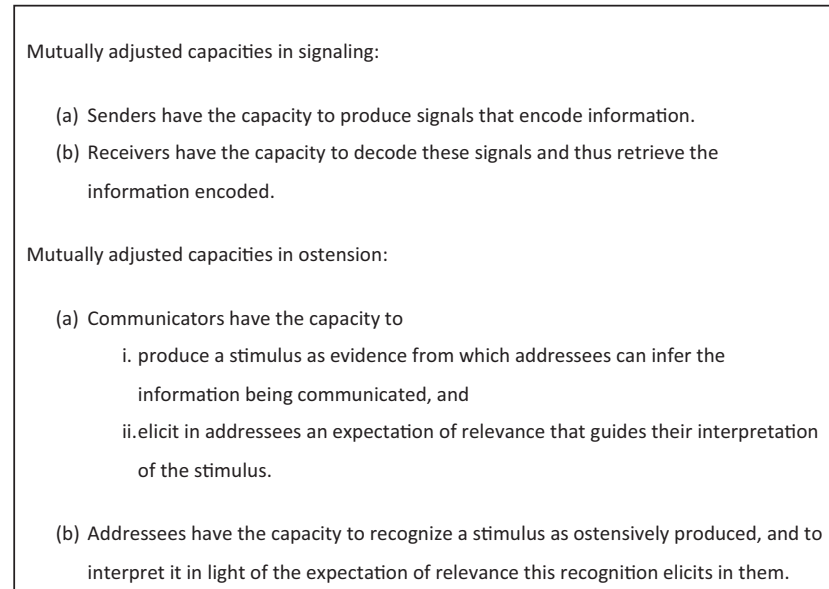 Mutually adjusted capacities in signaling:
(a) Senders have the capacity to produce signals that encode information.
(b) Receivers have the capacity to decode these signals and thus retrieve the
information encoded.
Mutually adjusted capacities in ostension:
(a) Communicators have the capacity to
i. produce a stimulus as evidence from which addressees can infer the
information being communicated, and
ii.elicit in addressees an expectation of relevance that guides their interpretation
of the stimulus.
(b) Addressees have the capacity to recognize a stimulus as ostensively produced, and to
interpret it in light of the expectation of relevance this recognition elicits in them.